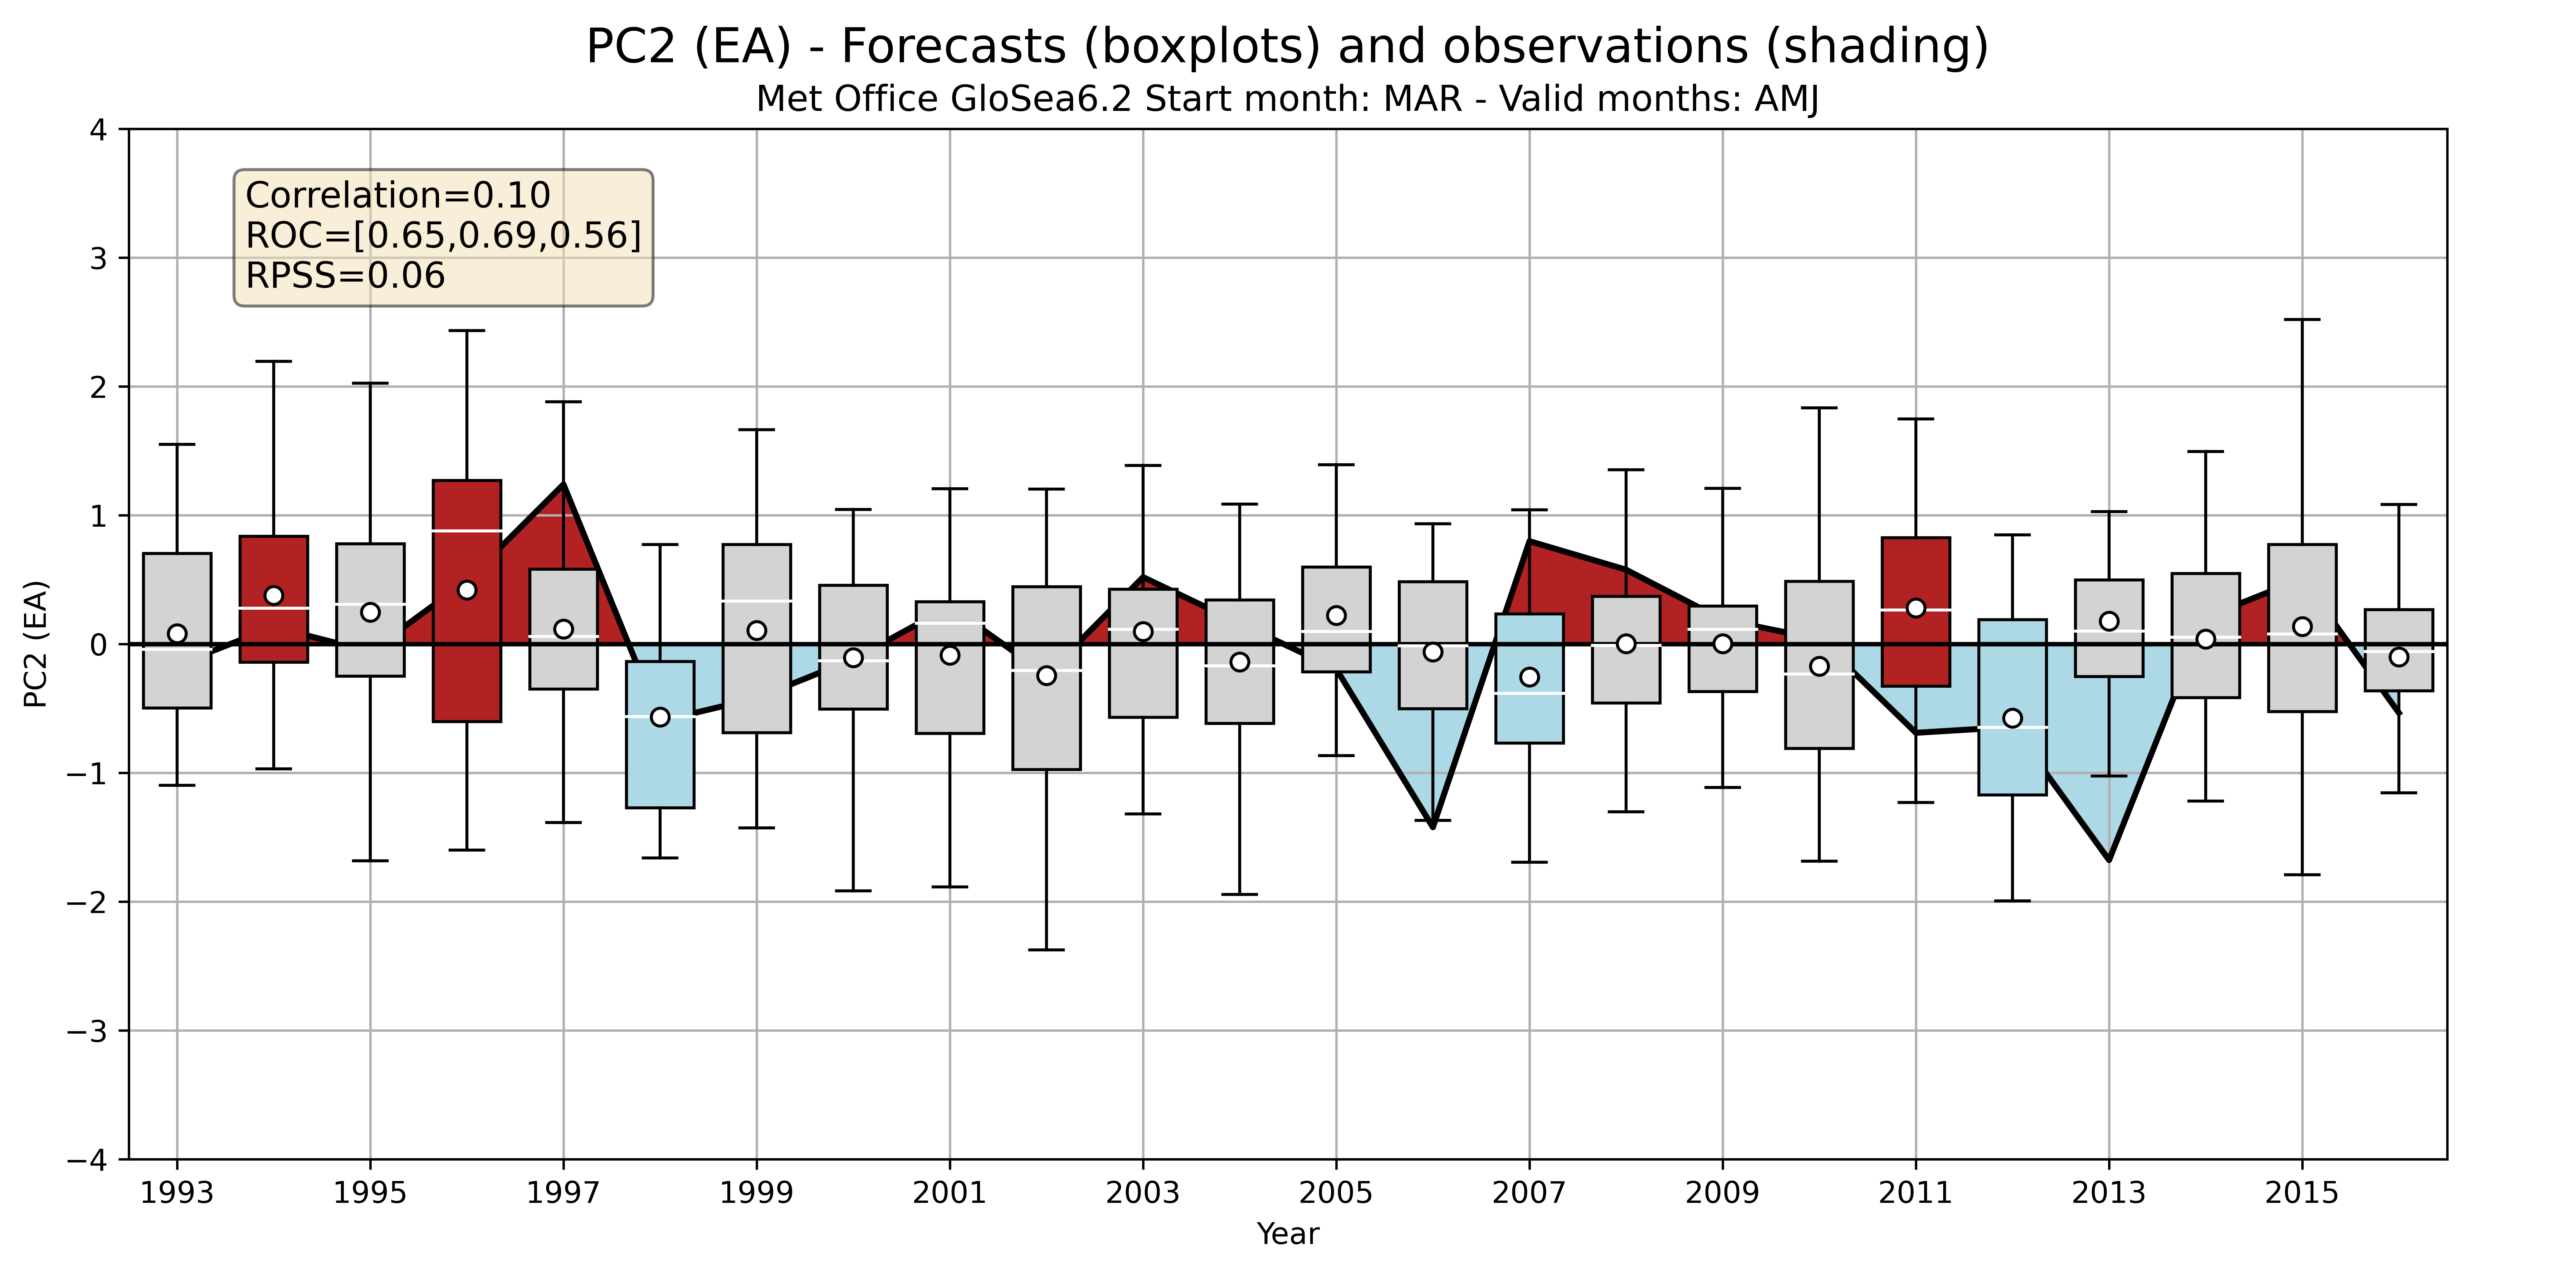 PC2 (EA) - Forecasts (boxplots) and observations (shading)
Met Office GloSea6.2 Start month: MAR - Valid months: AMJ
Correlation=0.10
ROC=[0.65,0.69,0.56]
RPSS=0.06
PC2 (EA)
4
3
2
1
0
−1
−2
−3
−4
1993 1995 1997 1999 2001 2003 2005 2007 2009 2011 2013 2015
Year